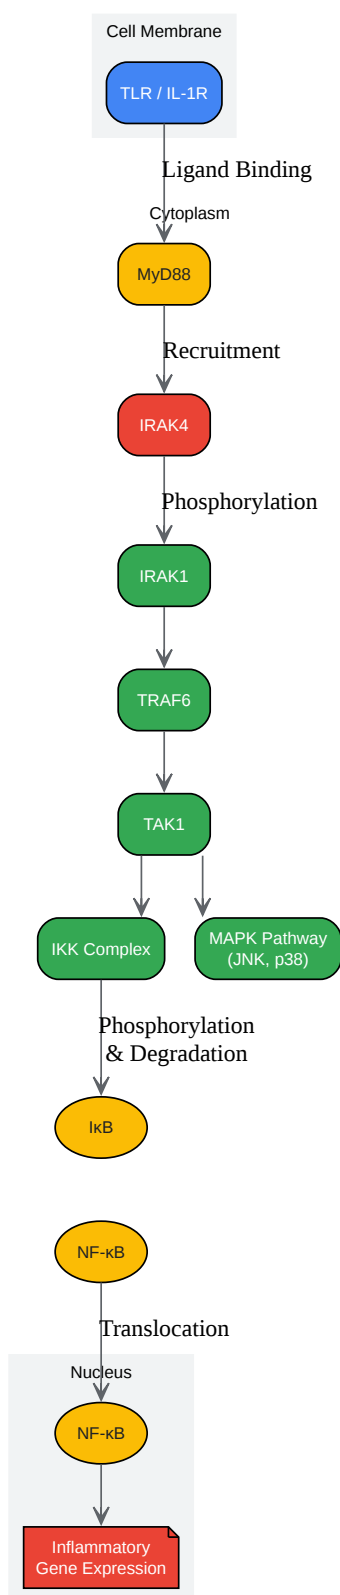 Cell Membrane
TLR / IL-1R
Ligand Binding
Cytoplasm
MyD88
Recruitment
IRAK4
Phosphorylation
IRAK1
TRAF6
TAK1
IKK Complex
MAPK Pathway
(JNK, p38)
Phosphorylation
& Degradation
IκB
NF-κB
Translocation
Nucleus
NF-κB
Inflammatory
Gene Expression